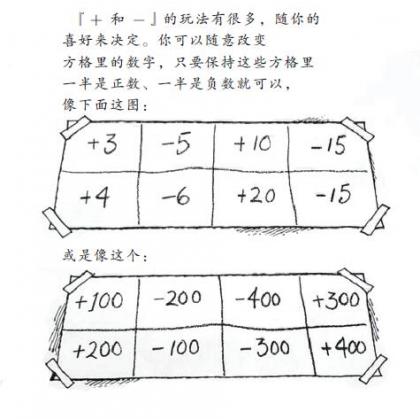 『+ 和 -』的玩法有很多，随你的
喜好来决定。你可以随意改变
方格里的数字，只要保持这些方格里
一半是正数、一半是负数就可以，
像下面这图：
+3 -5 +10 -15
+4 -6 +20 -15
或是像这个：
+100 -200 -400 +300
+200 -100 -300 +400